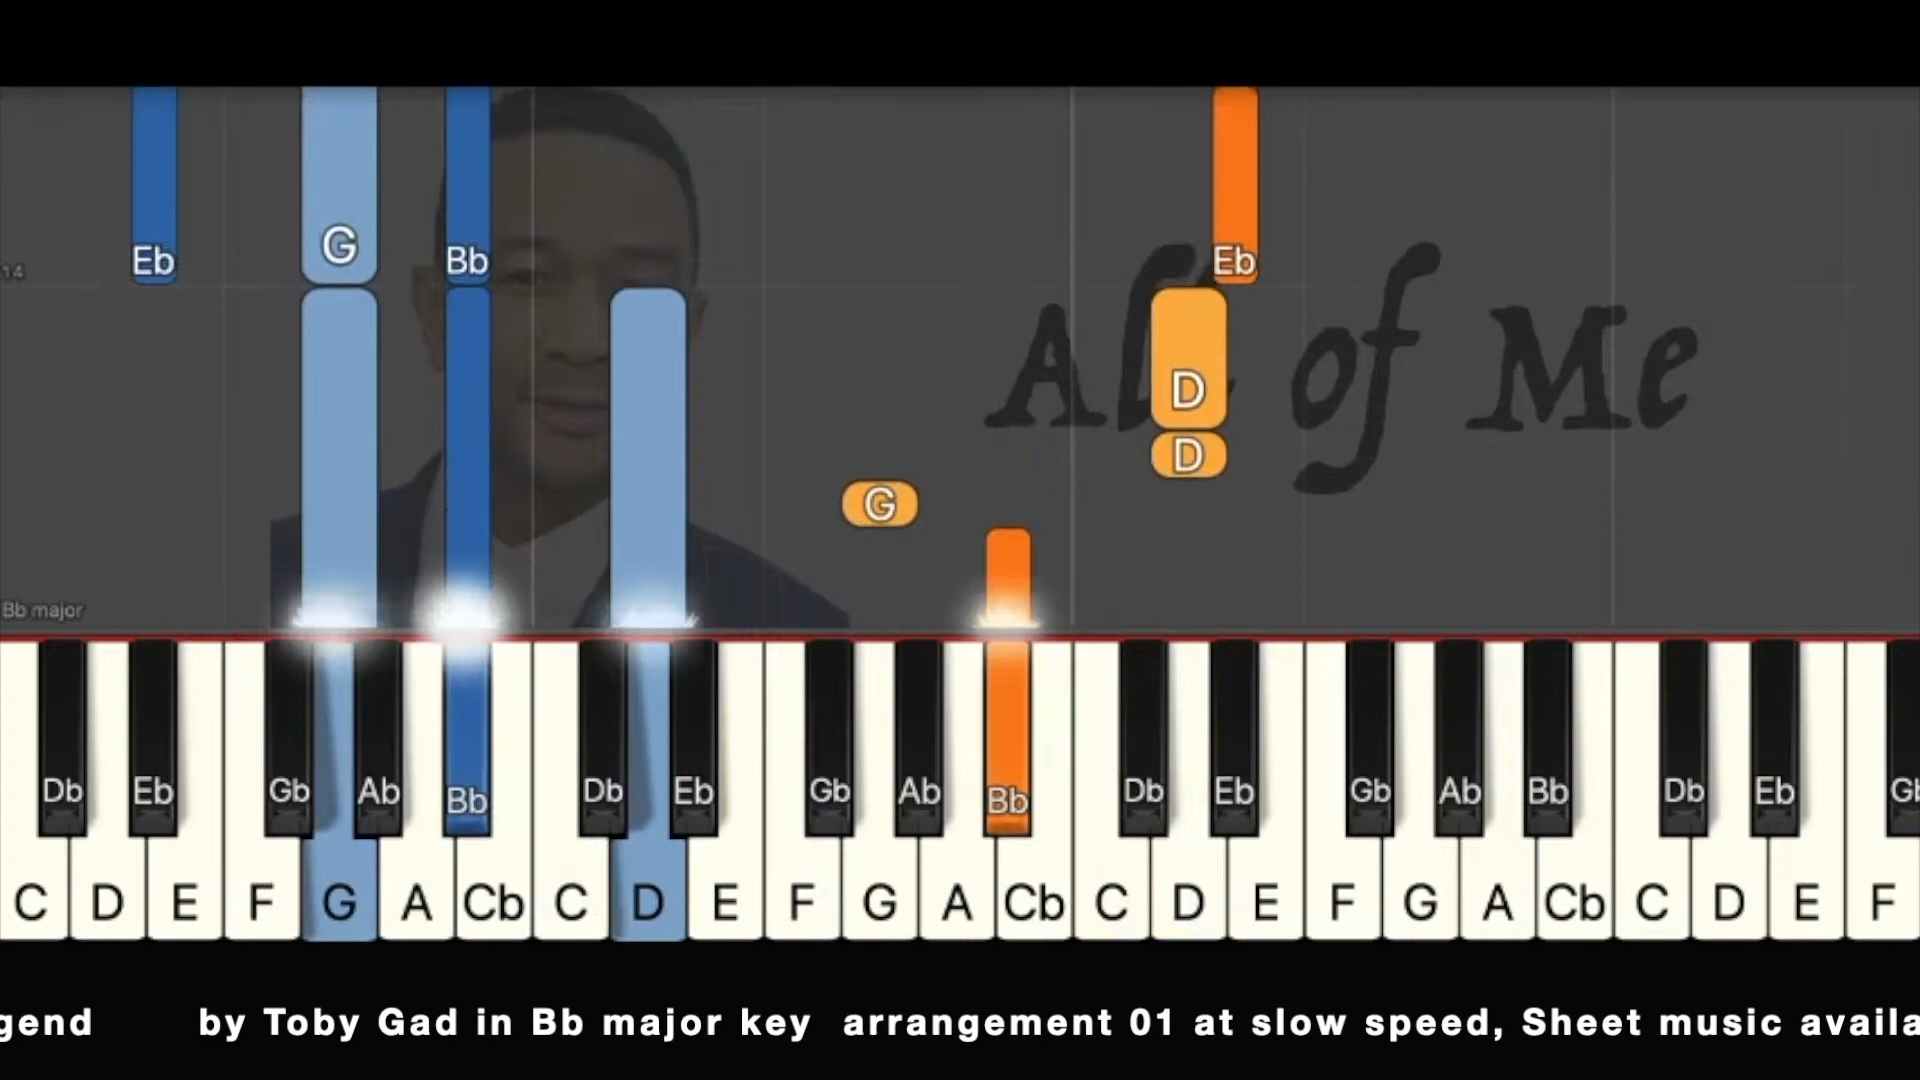 Eb G Bb Eb
14
All of Me
D
D
G
Bb major
Db Eb Gb Ab Bb Db Eb Gb Ab Bb Db Eb Gb Ab Bb Db Eb Gb
C D E F G A Cb C D E F G A Cb C D E F G A Cb C D E F
gend by Toby Gad in Bb major key arrangement 01 at slow speed, Sheet music availa